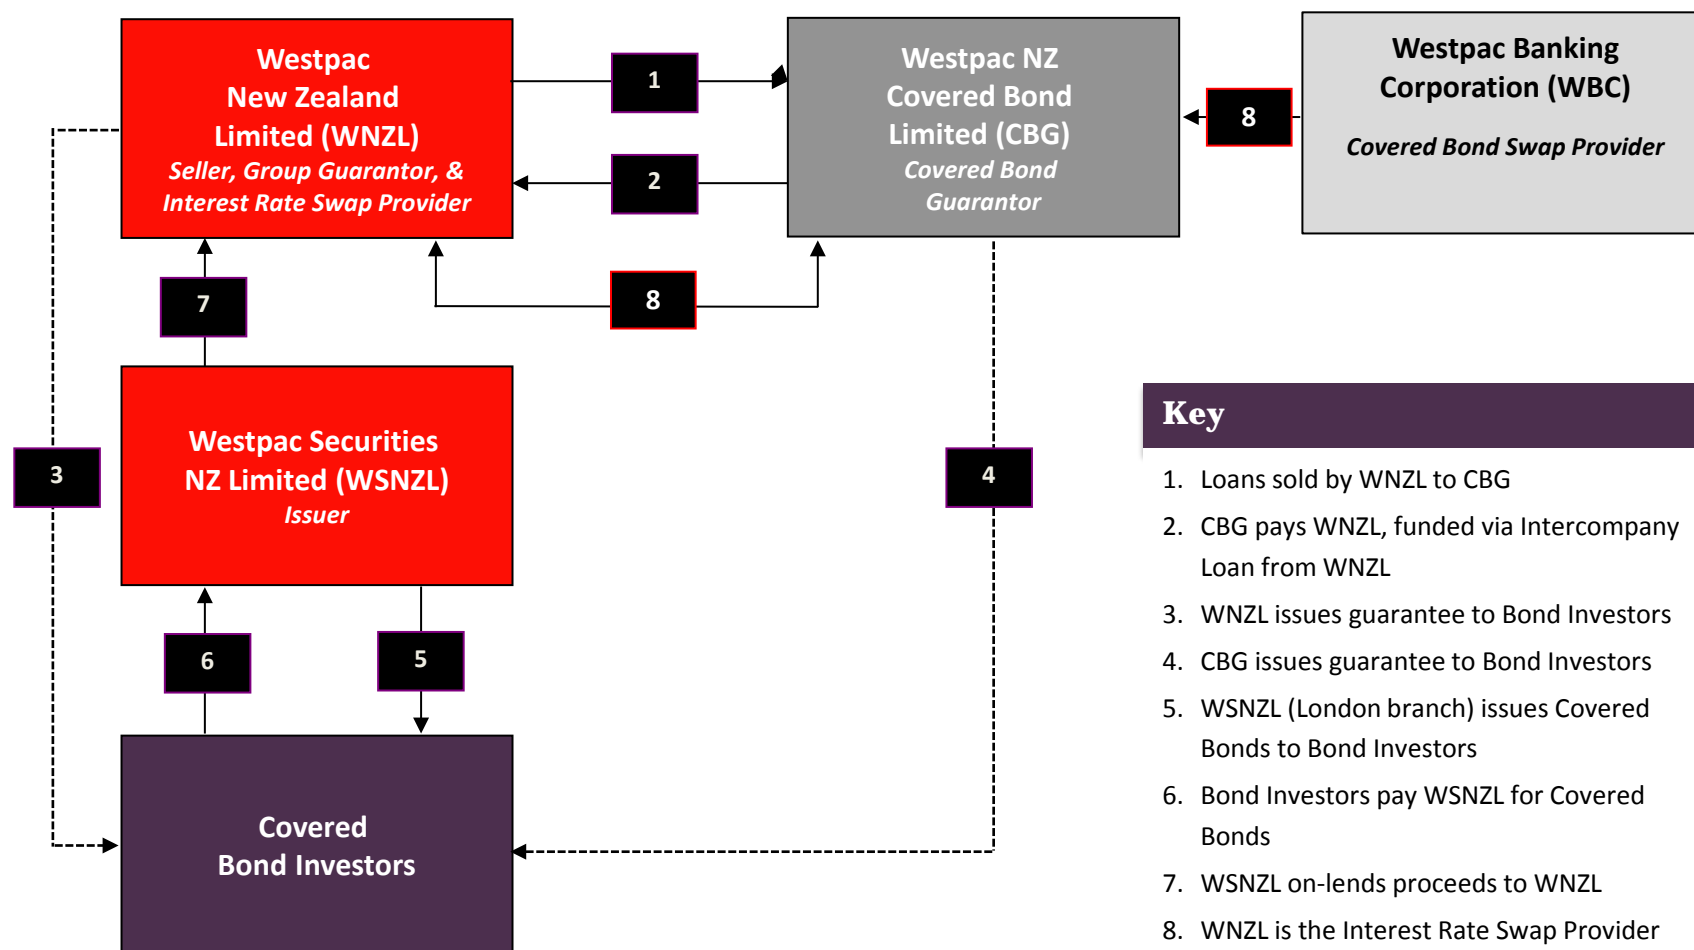 Westpac
New Zealand
Limited (WNZL)
Seller, Group Guarantor, &
Interest Rate Swap Provider
1
2
Westpac NZ
Covered Bond
Limited (CBG)
Covered Bond
Guarantor
8
Westpac Banking
Corporation (WBC)
Covered Bond Swap Provider
7
8
3
Westpac Securities
NZ Limited (WSNZL)
Issuer
4
6
5
Covered
Bond Investors
Key
1. Loans sold by WNZL to CBG
2. CBG pays WNZL, funded via Intercompany
Loan from WNZL
3. WNZL issues guarantee to Bond Investors
4. CBG issues guarantee to Bond Investors
5. WSNZL (London branch) issues Covered
Bonds to Bond Investors
6. Bond Investors pay WSNZL for Covered
Bonds
7. WSNZL on-lends proceeds to WNZL
8. WNZL is the Interest Rate Swap Provider